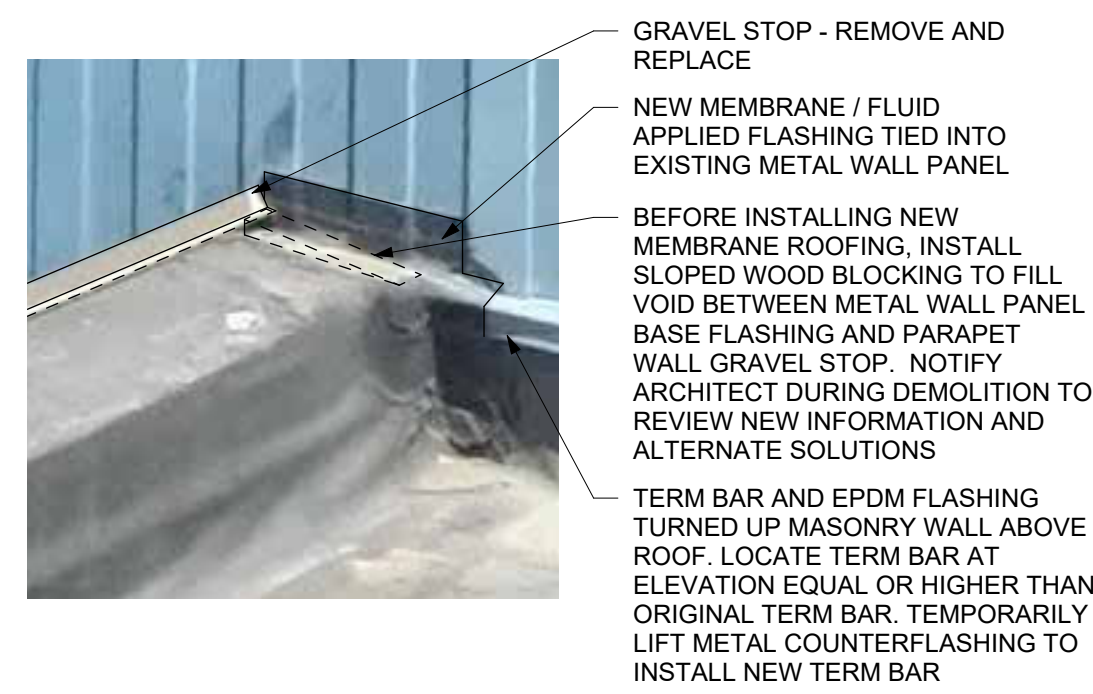 GRAVEL STOP - REMOVE AND
REPLACE
NEW MEMBRANE / FLUID
APPLIED FLASHING TIED INTO
EXISTING METAL WALL PANEL
BEFORE INSTALLING NEW
MEMBRANE ROOFING, INSTALL
SLOPED WOOD BLOCKING TO FILL
VOID BETWEEN METAL WALL PANEL
BASE FLASHING AND PARAPET
WALL GRAVEL STOP.  NOTIFY
ARCHITECT DURING DEMOLITION TO
REVIEW NEW INFORMATION AND
ALTERNATE SOLUTIONS
TERM BAR AND EPDM FLASHING
TURNED UP MASONRY WALL ABOVE
ROOF. LOCATE TERM BAR AT
ELEVATION EQUAL OR HIGHER THAN
ORIGINAL TERM BAR. TEMPORARILY
LIFT METAL COUNTERFLASHING TO
INSTALL NEW TERM BAR